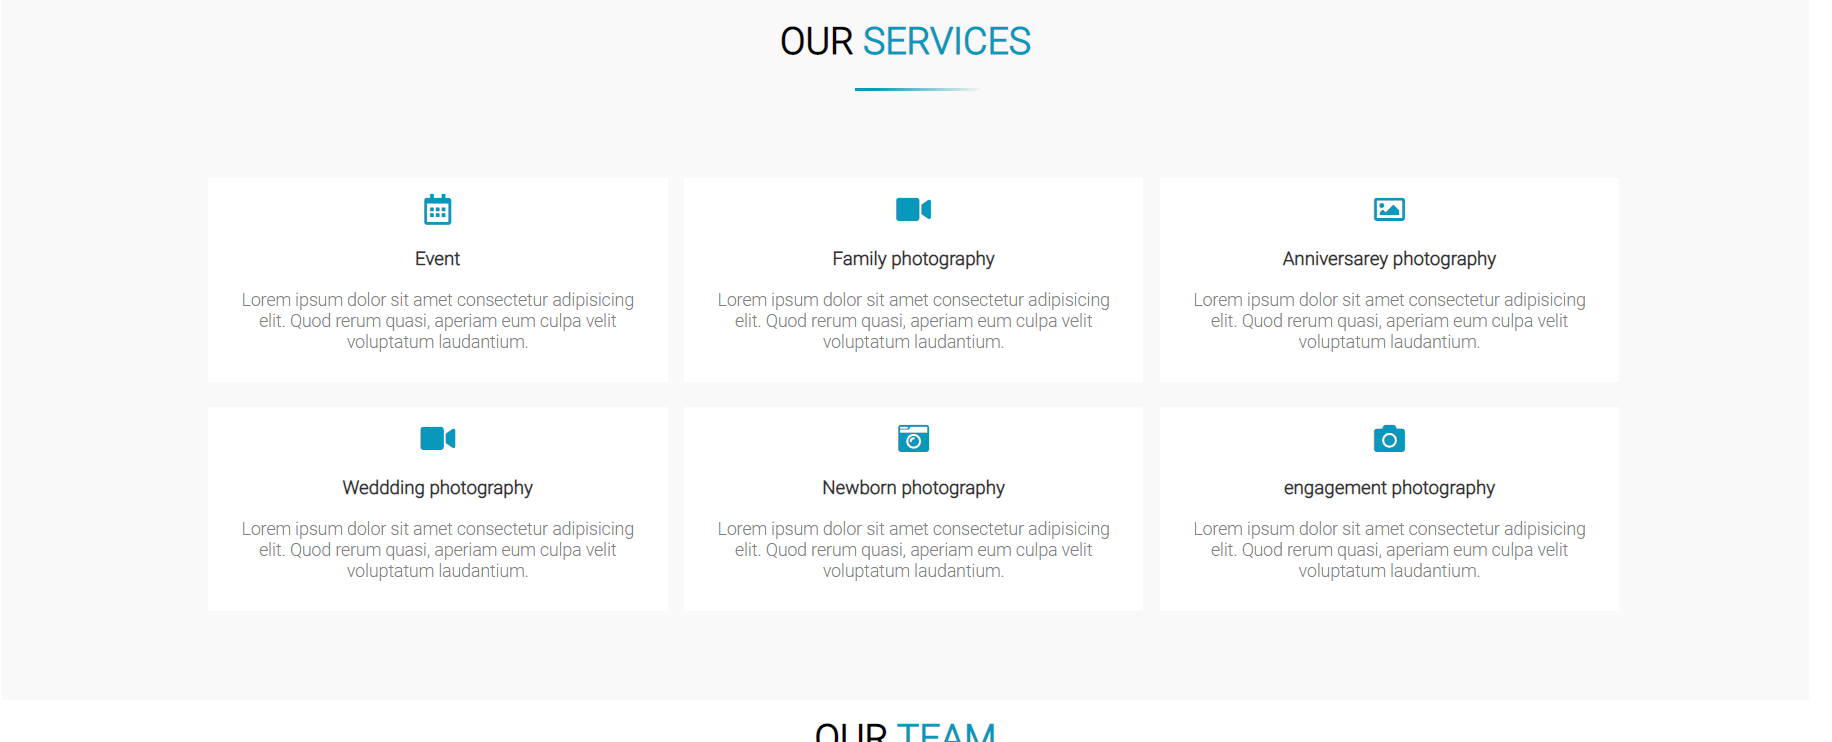 OUR SERVICES
Event
Lorem ipsum dolor sit amet consectetur adipisicing
elit. Quod rerum quasi, aperiam eum culpa velit
voluptatum laudantium.
Family photography
Lorem ipsum dolor sit amet consectetur adipisicing
elit. Quod rerum quasi, aperiam eum culpa velit
voluptatum laudantium.
Anniversarey photography
Lorem ipsum dolor sit amet consectetur adipisicing
elit. Quod rerum quasi, aperiam eum culpa velit
voluptatum laudantium.
Weddding photography
Lorem ipsum dolor sit amet consectetur adipisicing
elit. Quod rerum quasi, aperiam eum culpa velit
voluptatum laudantium.
Newborn photography
Lorem ipsum dolor sit amet consectetur adipisicing
elit. Quod rerum quasi, aperiam eum culpa velit
voluptatum laudantium.
engagement photography
Lorem ipsum dolor sit amet consectetur adipisicing
elit. Quod rerum quasi, aperiam eum culpa velit
voluptatum laudantium.
OUR TEAM